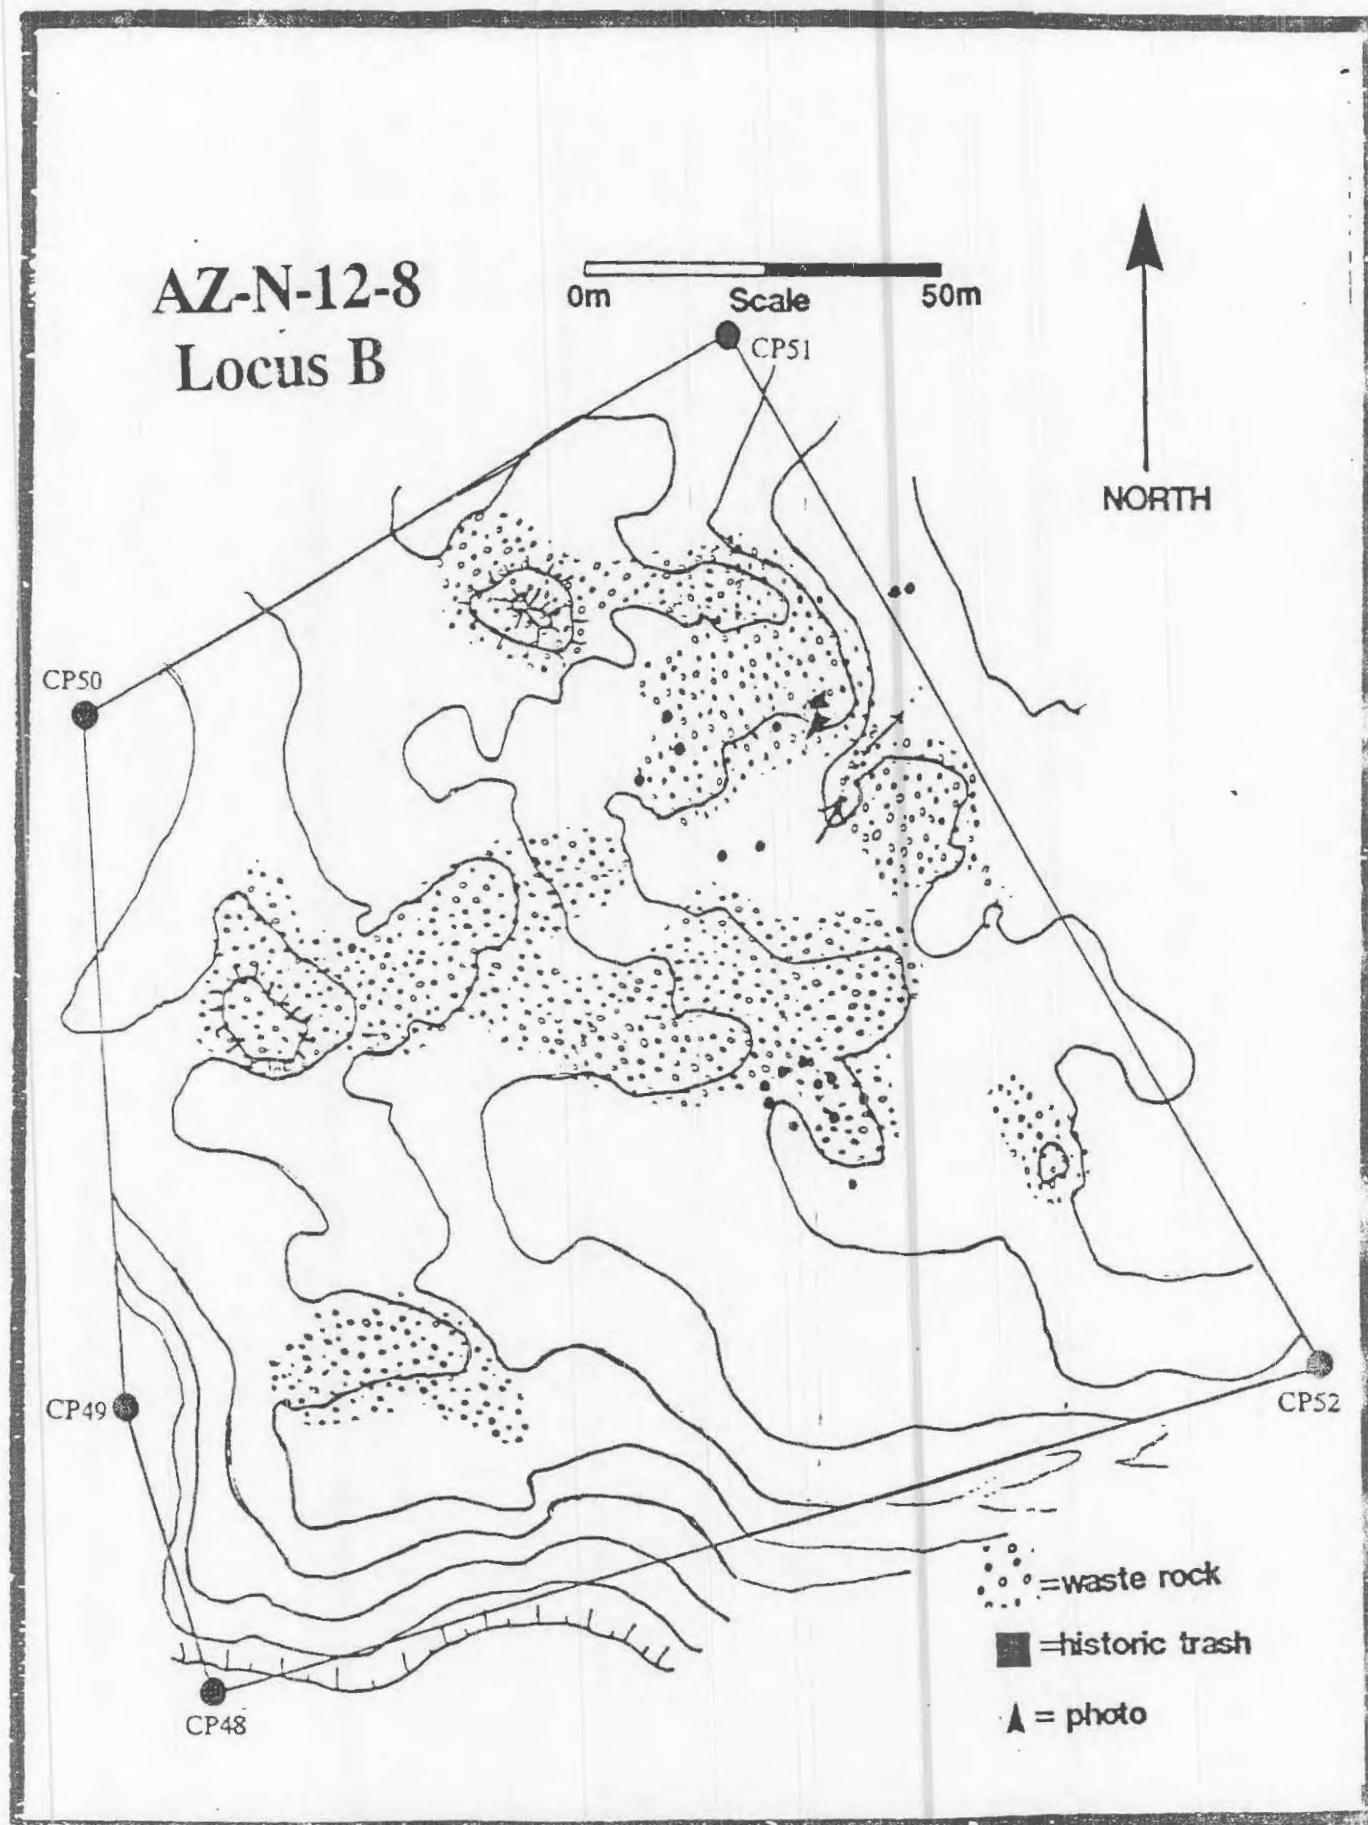 AZ-N-12-8
Locus B
0m Scale 50m
CP51
NORTH
CP50
CP49
CP52
=waste rock
=historic trash
= photo
CP48